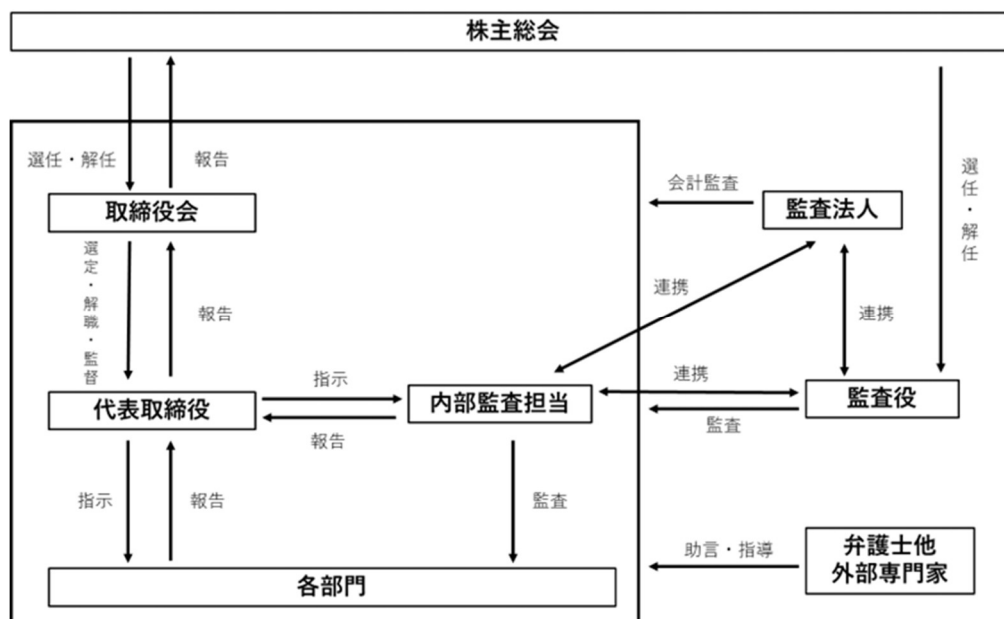 株主総会
選任・解任
報告
会計監査
監査法人
選任・解任
取締役会
選定・解職・監督
報告
連携
連携
指示
連携
代表取締役
内部監査担当
監査役
報告
監査
指示
報告
監査
助言・指導
弁護士他
外部専門家
各部門